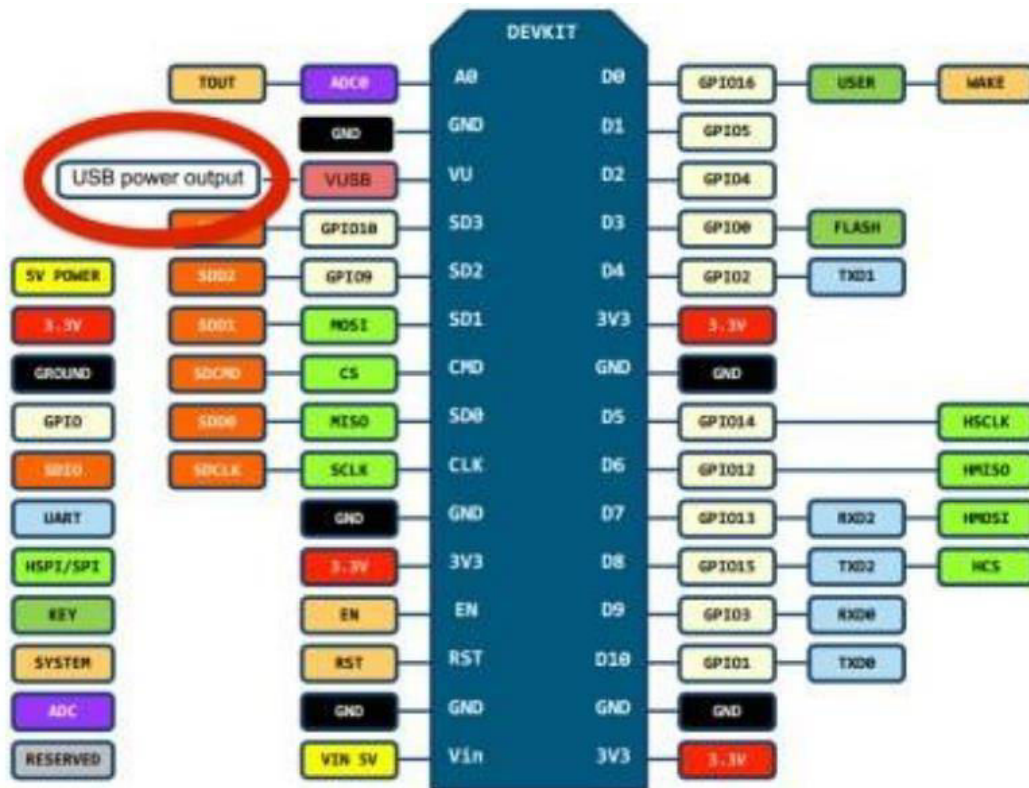 DEVKIT
TOUT ADC0 A0 D0 GPIO16 USER WAKE
GND GND D1 GPIO5
USB power output VUSB VU D2 GPIO4
GPIO10 SD3 D3 GPIO0 FLASH
5V POWER SDD2 GPIO9 SD2 D4 GPIO2 TXD1
3.3V SDD1 MOSI SD1 3V3 3.3V
GROUND SDCMD CS CMD GND GND
GPIO SDD0 MISO SD0 D5 GPIO14 HSCLK
SDIO SDCLK SCLK CLK D6 GPIO12 HMISO
UART GND GND D7 GPIO13 RXD2 HMOSI
HSPI/SPI 3.3V 3V3 D8 GPIO15 TXD2 HCS
KEY EN EN D9 GPIO3 RXD0
SYSTEM RST RST D10 GPIO1 TXD0
ADC GND GND GND GND
RESERVED VIN 5V Vin 3V3 3.3V